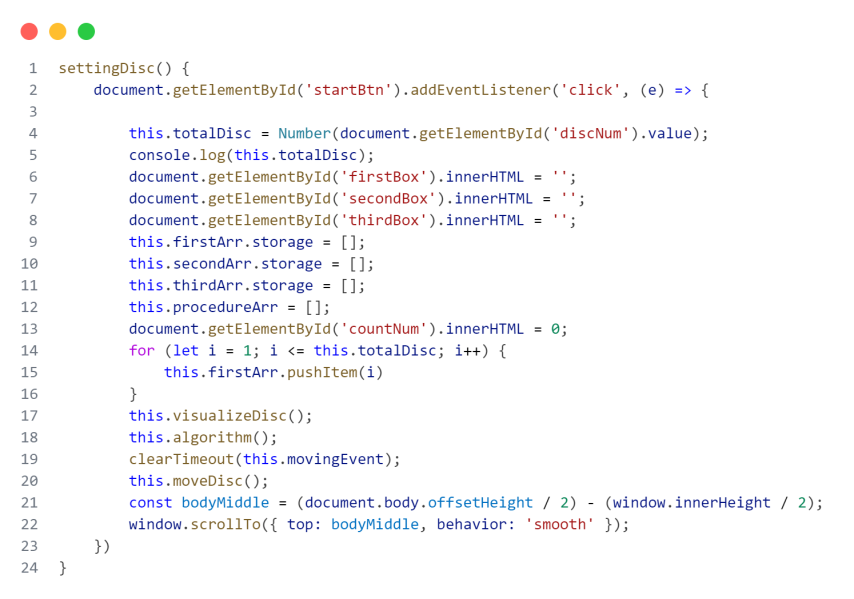 1 settingDisc() {
2     document.getElementById('startBtn').addEventListener('click', (e) => {
3
4         this.totalDisc = Number(document.getElementById('discNum').value);
5         console.log(this.totalDisc);
6         document.getElementById('firstBox').innerHTML = '';
7         document.getElementById('secondBox').innerHTML = '';
8         document.getElementById('thirdBox').innerHTML = '';
9         this.firstArr.storage = [];
10         this.secondArr.storage = [];
11         this.thirdArr.storage = [];
12         this.procedureArr = [];
13         document.getElementById('countNum').innerHTML = 0;
14         for (let i = 1; i <= this.totalDisc; i++) {
15             this.firstArr.pushItem(i)
16         }
17         this.visualizeDisc();
18         this.algorithm();
19         clearTimeout(this.movingEvent);
20         this.moveDisc();
21         const bodyMiddle = (document.body.offsetHeight / 2) - (window.innerHeight / 2);
22         window.scrollTo({ top: bodyMiddle, behavior: 'smooth' });
23     })
24 }